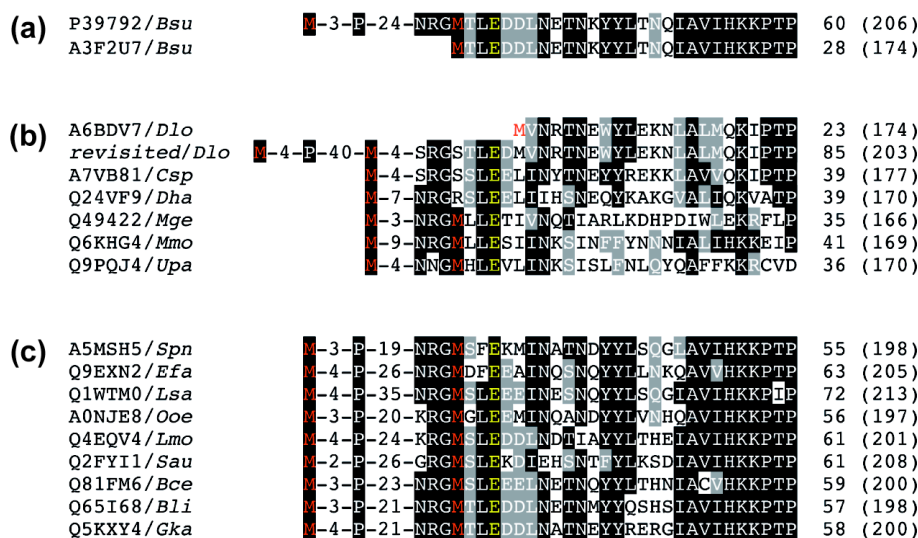 (a) P39792/Bsu M-3-P-24-NRGMTLEDDLNETNKYYLTNQIAVIHKKPTP 60 (206)
A3F2U7/Bsu MTLEDDLNETNKYYLTNQIAVIHKKPTP 28 (174)
(b) A6BDV7/Dlo MVNRTNEWYLEKNLALMQKIPTP 23 (174)
revisited/Dlo M-4-P-40-M-4-SRGSTLEDMVNRTNEWYLEKNLALMQKIPTP 85 (203)
A7VB81/Csp M-4-SRGSSLEELINYTNEYYREKKLAVVQKIPTP 39 (177)
Q24VF9/Dha M-7-NRGRSLEELIIHSNEQYKAKGVALIQKVATP 39 (170)
Q49422/Mge M-3-NRGMLLETIVNQTIARLKDHPDIWLEKRFLP 35 (166)
Q6KHG4/Mmo M-9-NRGMLLESIINKSINFFYNNNIALIHKKEIP 41 (169)
Q9PQJ4/Upa M-4-NNGMHLEVLINKSISLFNLQYQAFFKKRCVD 36 (170)
(c) A5MSH5/Spn M-3-P-19-NRGMSFEKMINATNDYYLSQGLAVIHKKPTP 55 (198)
Q9EXN2/Efa M-4-P-26-NRGMDFEEAINQSNQYYLLNKQAVVHKKPTP 63 (205)
Q1WTM0/Lsa M-4-P-35-NRGMSLEEEINESNQYYLSQGIAVIHKKPIP 72 (213)
A0NJE8/Ooe M-3-P-20-KRGMGLEEMINQANDYYLVNHQAVIHKKPTP 56 (197)
Q4EQV4/Lmo M-4-P-24-KRGMSLEDDLNDTIAYYLTHEIAVIHKKPTP 61 (201)
Q2FYI1/Sau M-2-P-26-GRGMSLEKDIEHSNTFYLKSDIAVIHKKPTP 61 (208)
Q81FM6/Bce M-3-P-23-NRGMSLEEELNETNQYYLTHNIACVHKKPTP 59 (200)
Q65I68/Bli M-3-P-21-NRGMTLEDDLNETNMYYQSHSIAVIHKKPTP 57 (198)
Q5KXY4/Gka M-4-P-21-NRGMTLEDDLNATNEYYRERGIAVIHKKPTP 58 (200)